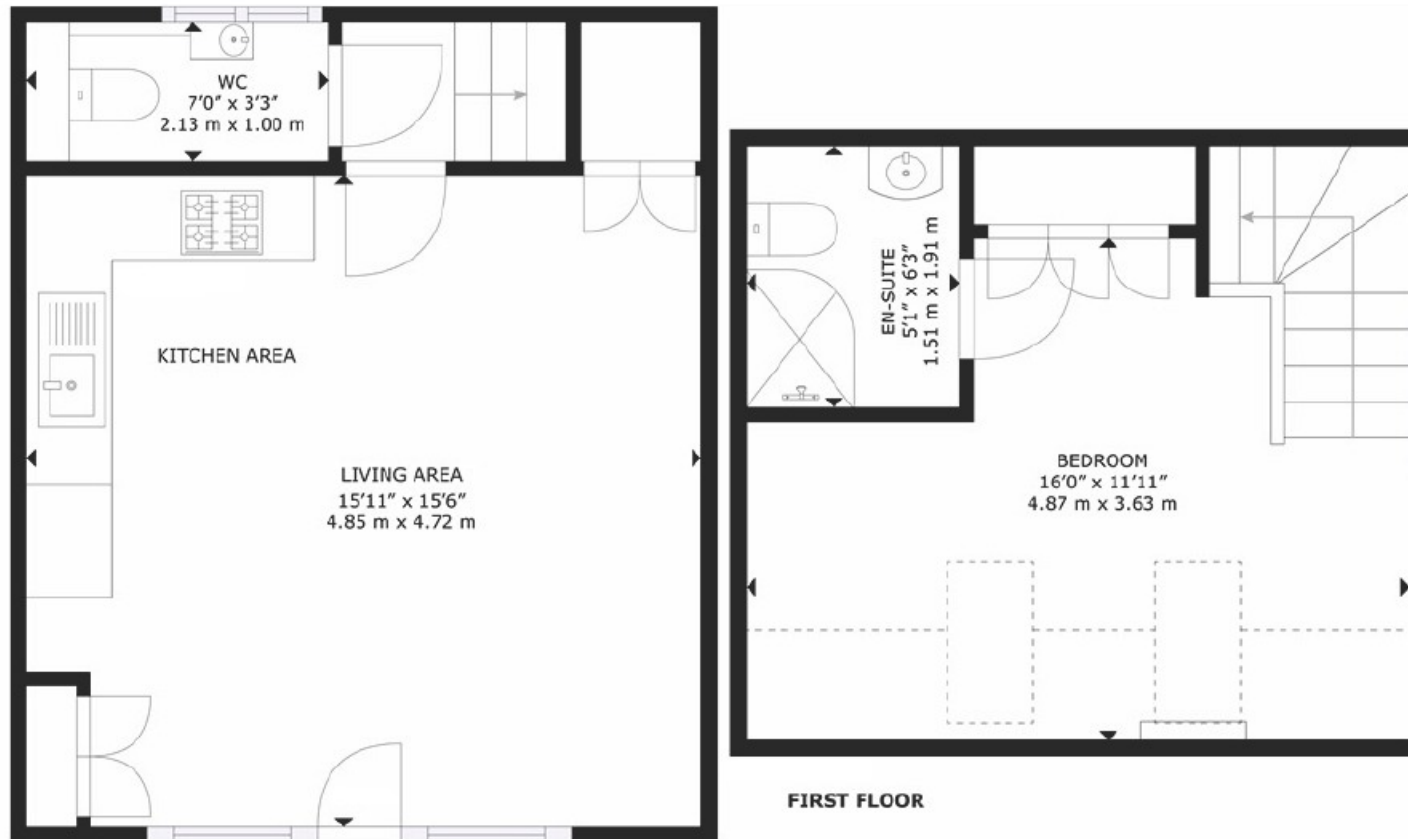 WC
7'0" x 3'3"
2.13 m x 1.00 m
KITCHEN AREA
LIVING AREA
15'11" x 15'6"
4.85 m x 4.72 m
EN-SUITE
5'1" x 6'3"
1.51 m x 1.91 m
BEDROOM
16'0" x 11'11"
4.87 m x 3.63 m
FIRST FLOOR